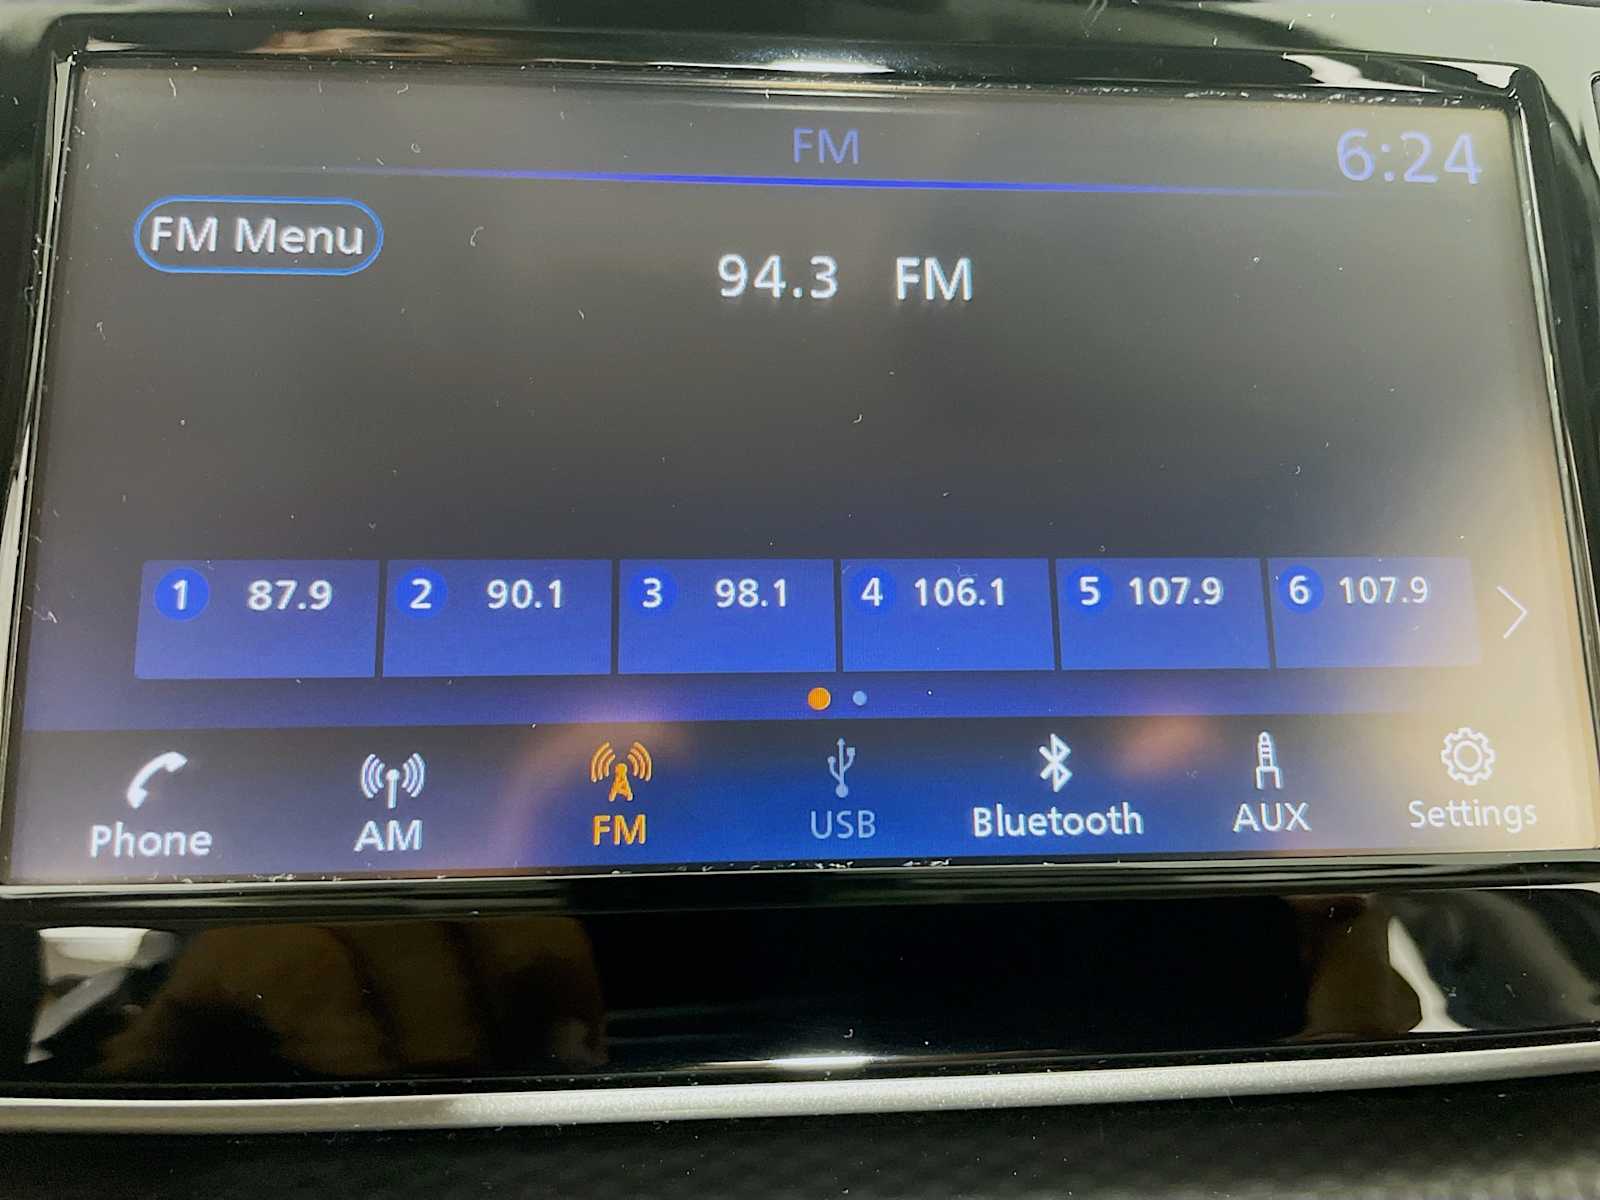 FM 6:24
FM Menu
94.3 FM
1 87.9 2 90.1 3 98.1 4 106.1 5 107.9 6 107.9
Phone AM FM USB Bluetooth AUX Settings